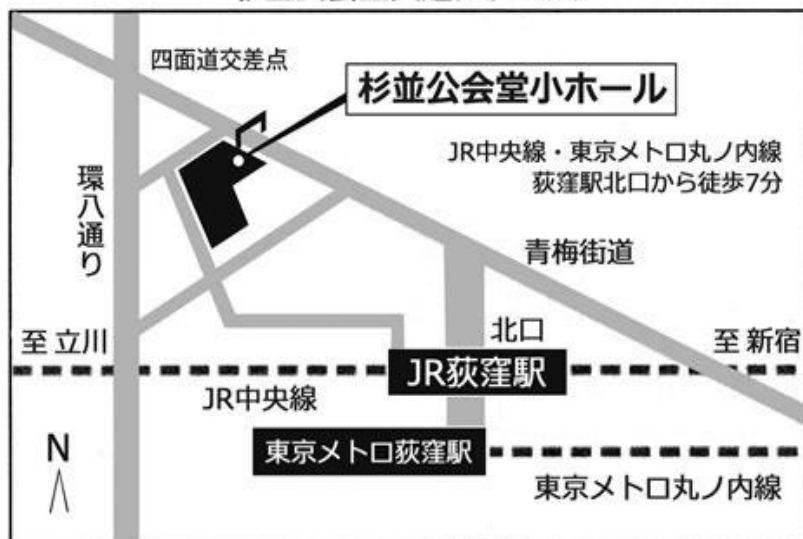 四面道交差点
杉並公会堂小ホール
JR中央線・東京メトロ丸ノ内線
荻窪駅北口から徒歩7分
環八通り
青梅街道
北口
至 立川
至 新宿
JR荻窪駅
JR中央線
東京メトロ荻窪駅
東京メトロ丸ノ内線
N